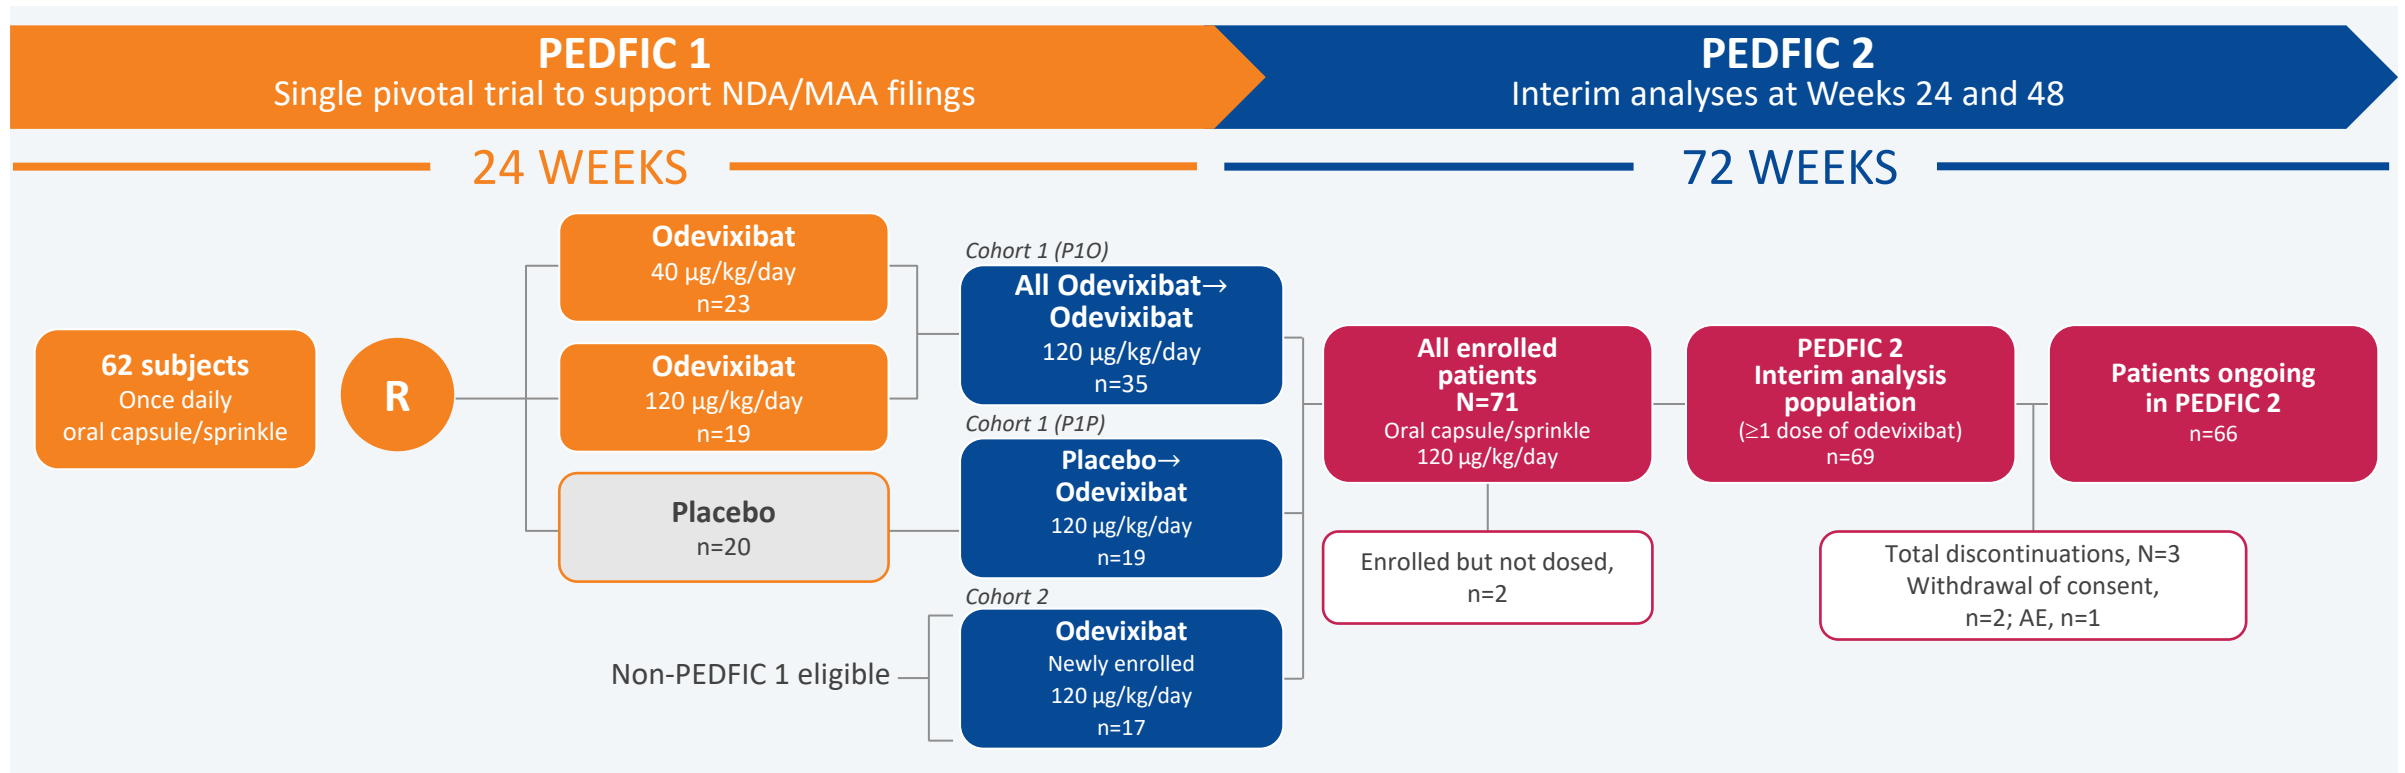 PEDFIC 1
Single pivotal trial to support NDA/MAA filings
PEDFIC 2
Interim analyses at Weeks 24 and 48
24 WEEKS
72 WEEKS
62 subjects
Once daily
oral capsule/sprinkle
R
Odevixibat
40 µg/kg/day
n=23
Odevixibat
120 µg/kg/day
n=19
Placebo
n=20
Non-PEDFIC 1 eligible
Cohort 1 (P1O)
All Odevixibat→
Odevixibat
120 µg/kg/day
n=35
Cohort 1 (P1P)
Placebo→
Odevixibat
120 µg/kg/day
n=19
Cohort 2
Odevixibat
Newly enrolled
120 µg/kg/day
n=17
All enrolled
patients
N=71
Oral capsule/sprinkle
120 µg/kg/day
Enrolled but not dosed,
n=2
PEDFIC 2
Interim analysis
population
(≥1 dose of odevixibat)
n=69
Total discontinuations, N=3
Withdrawal of consent,
n=2; AE, n=1
Patients ongoing
in PEDFIC 2
n=66